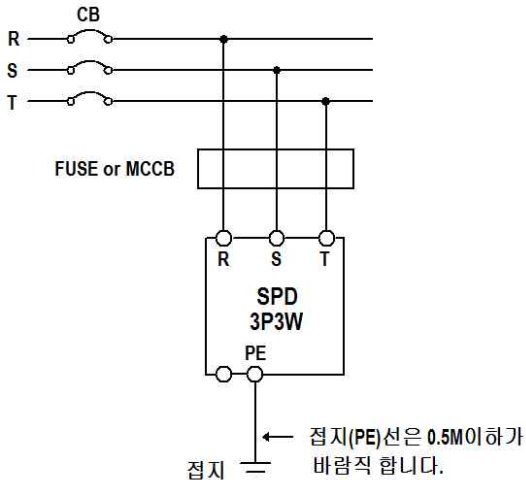 CB
R
S
T
FUSE or MCCB
R S T
SPD
3P3W
PE
접지(PE)선은 0.5M이하가
바람직 합니다.
접지